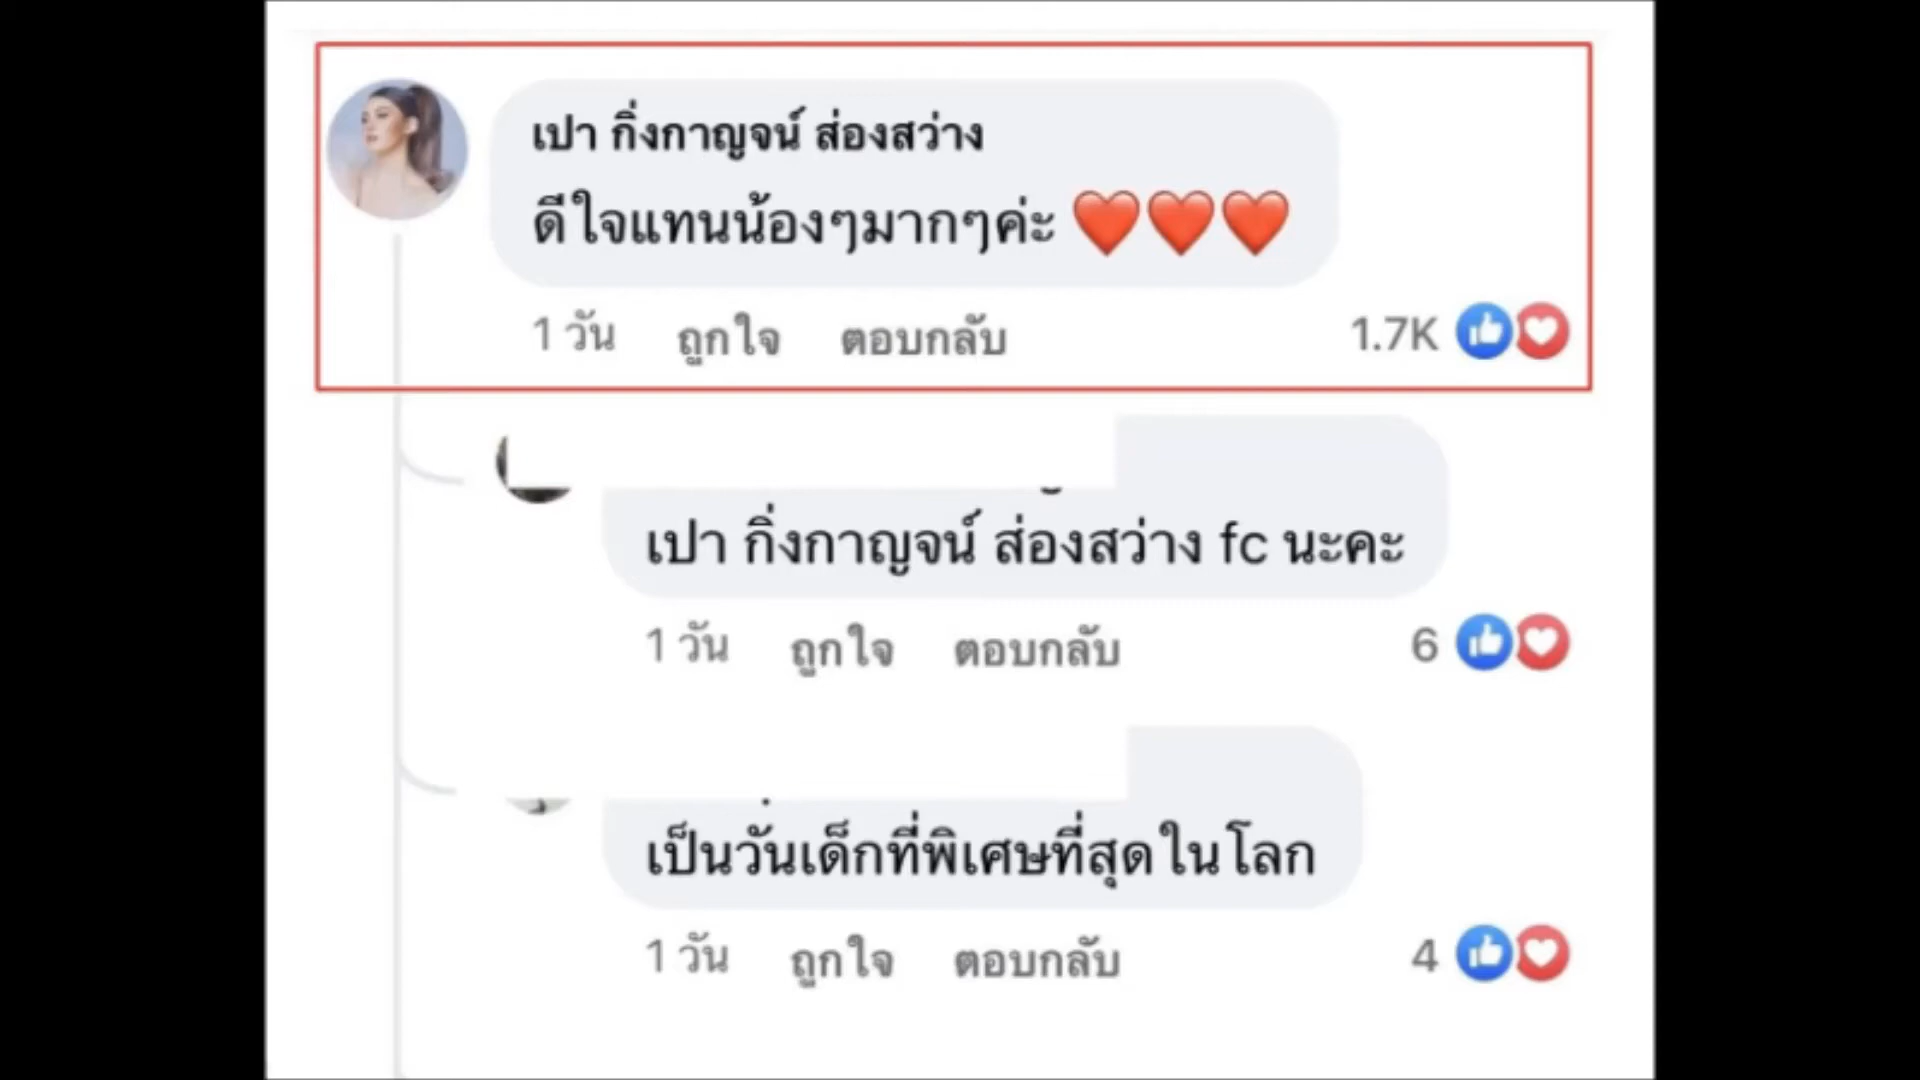 เปา กิ่งกาญจน์ ส่องสว่าง
ดีใจแทนน้องๆมากๆค่ะ ❤️❤️❤️
1 วัน ถูกใจ ตอบกลับ 1.7K
เปา กิ่งกาญจน์ ส่องสว่าง fc นะคะ
1 วัน ถูกใจ ตอบกลับ 6
เป็นวันเด็กที่พิเศษที่สุดในโลก
1 วัน ถูกใจ ตอบกลับ 4